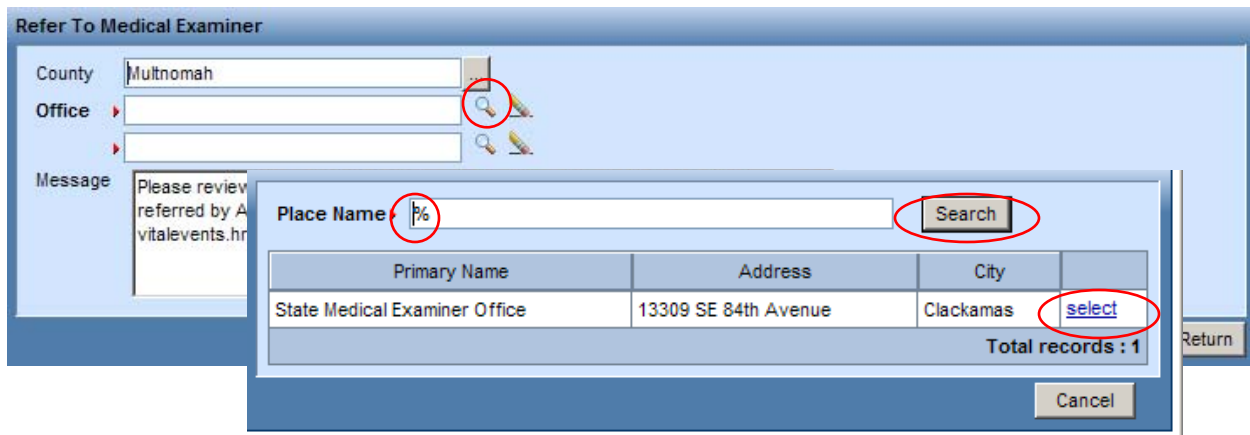 Refer To Medical Examiner
County Multnomah ...
Office
Message Please review
referred by A
vitalevents.hr
Place Name % Search
Primary Name Address City
State Medical Examiner Office 13309 SE 84th Avenue Clackamas select
Total records : 1
Return
Cancel